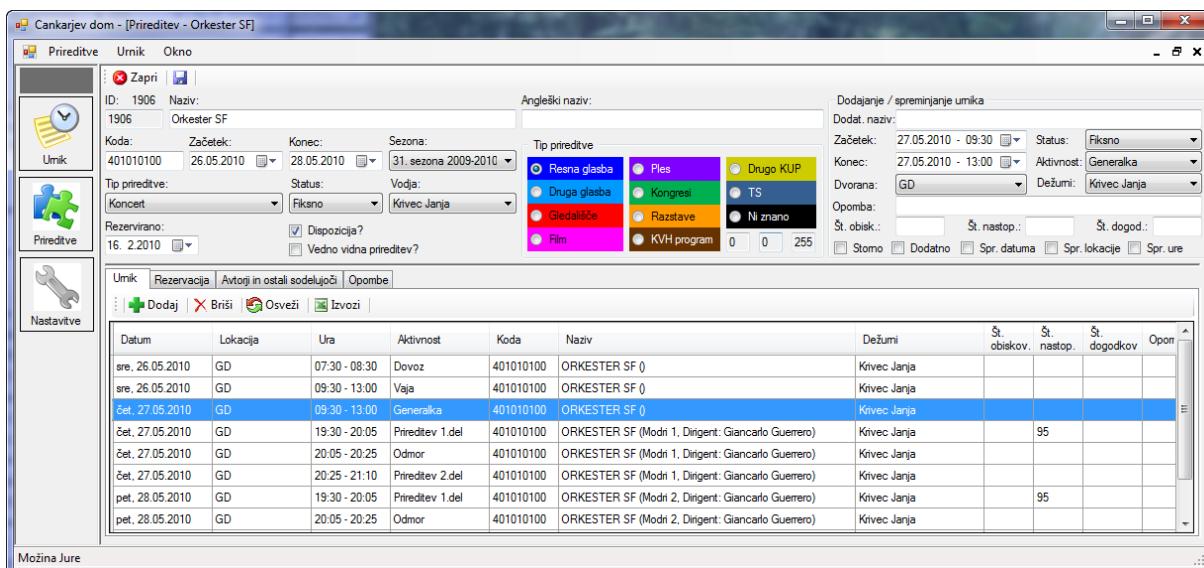 Cankarjev dom - [Prireditev - Orkester SF]
Prireditve Urnik Okno
Zapri
Urnik
Prireditve
Nastavitve
ID: 1906 Naziv: Angleški naziv:
1906 Orkester SF
Koda: Začetek: Konec: Sezona:
401010100 26.05.2010 28.05.2010 31. sezona 2009-2010
Tip prireditve: Status: Vodja:
Koncert Fiksno Krivec Janja
Rezervirano:
16. 2.2010
Dispozicija?
Vedno vidna prireditev?
Tip prireditve
Resna glasba Ples Drugo KUP
Druga glasba Kongresi TS
Gledališče Razstave Ni znano
Film KVH program 0 0 255
Dodajanje / spreminjanje urnika
Dodat. naziv:
Začetek: 27.05.2010 - 09:30 Status: Fiksno
Konec: 27.05.2010 - 13:00 Aktivnost: Generalka
Dvorana: GD Dežurni: Krivec Janja
Opomba:
Št. obisk.: Št. nastop.: Št. dogod.:
Storno Dodatno Spr. datuma Spr. lokacije Spr. ure
Urnik Rezervacija Avtorji in ostali sodelujoči Opombe
Dodaj Briši Osveži Izvozi
Datum Lokacija Ura Aktivnost Koda Naziv Dežurni Št. obiskov. Št. nastop. Št. dogodkov Opom
sre, 26.05.2010 GD 07:30 - 08:30 Dovoz 401010100 ORKESTER SF () Krivec Janja
sre, 26.05.2010 GD 09:30 - 13:00 Vaja 401010100 ORKESTER SF () Krivec Janja
čet, 27.05.2010 GD 09:30 - 13:00 Generalka 401010100 ORKESTER SF () Krivec Janja
čet, 27.05.2010 GD 19:30 - 20:05 Prireditev 1.del 401010100 ORKESTER SF (Modri 1, Dirigent: Giancarlo Guerrero) Krivec Janja 95
čet, 27.05.2010 GD 20:05 - 20:25 Odmor 401010100 ORKESTER SF (Modri 1, Dirigent: Giancarlo Guerrero) Krivec Janja
čet, 27.05.2010 GD 20:25 - 21:10 Prireditev 2.del 401010100 ORKESTER SF (Modri 1, Dirigent: Giancarlo Guerrero) Krivec Janja
pet, 28.05.2010 GD 19:30 - 20:05 Prireditev 1.del 401010100 ORKESTER SF (Modri 2, Dirigent: Giancarlo Guerrero) Krivec Janja 95
pet, 28.05.2010 GD 20:05 - 20:25 Odmor 401010100 ORKESTER SF (Modri 2, Dirigent: Giancarlo Guerrero) Krivec Janja
Možina Jure